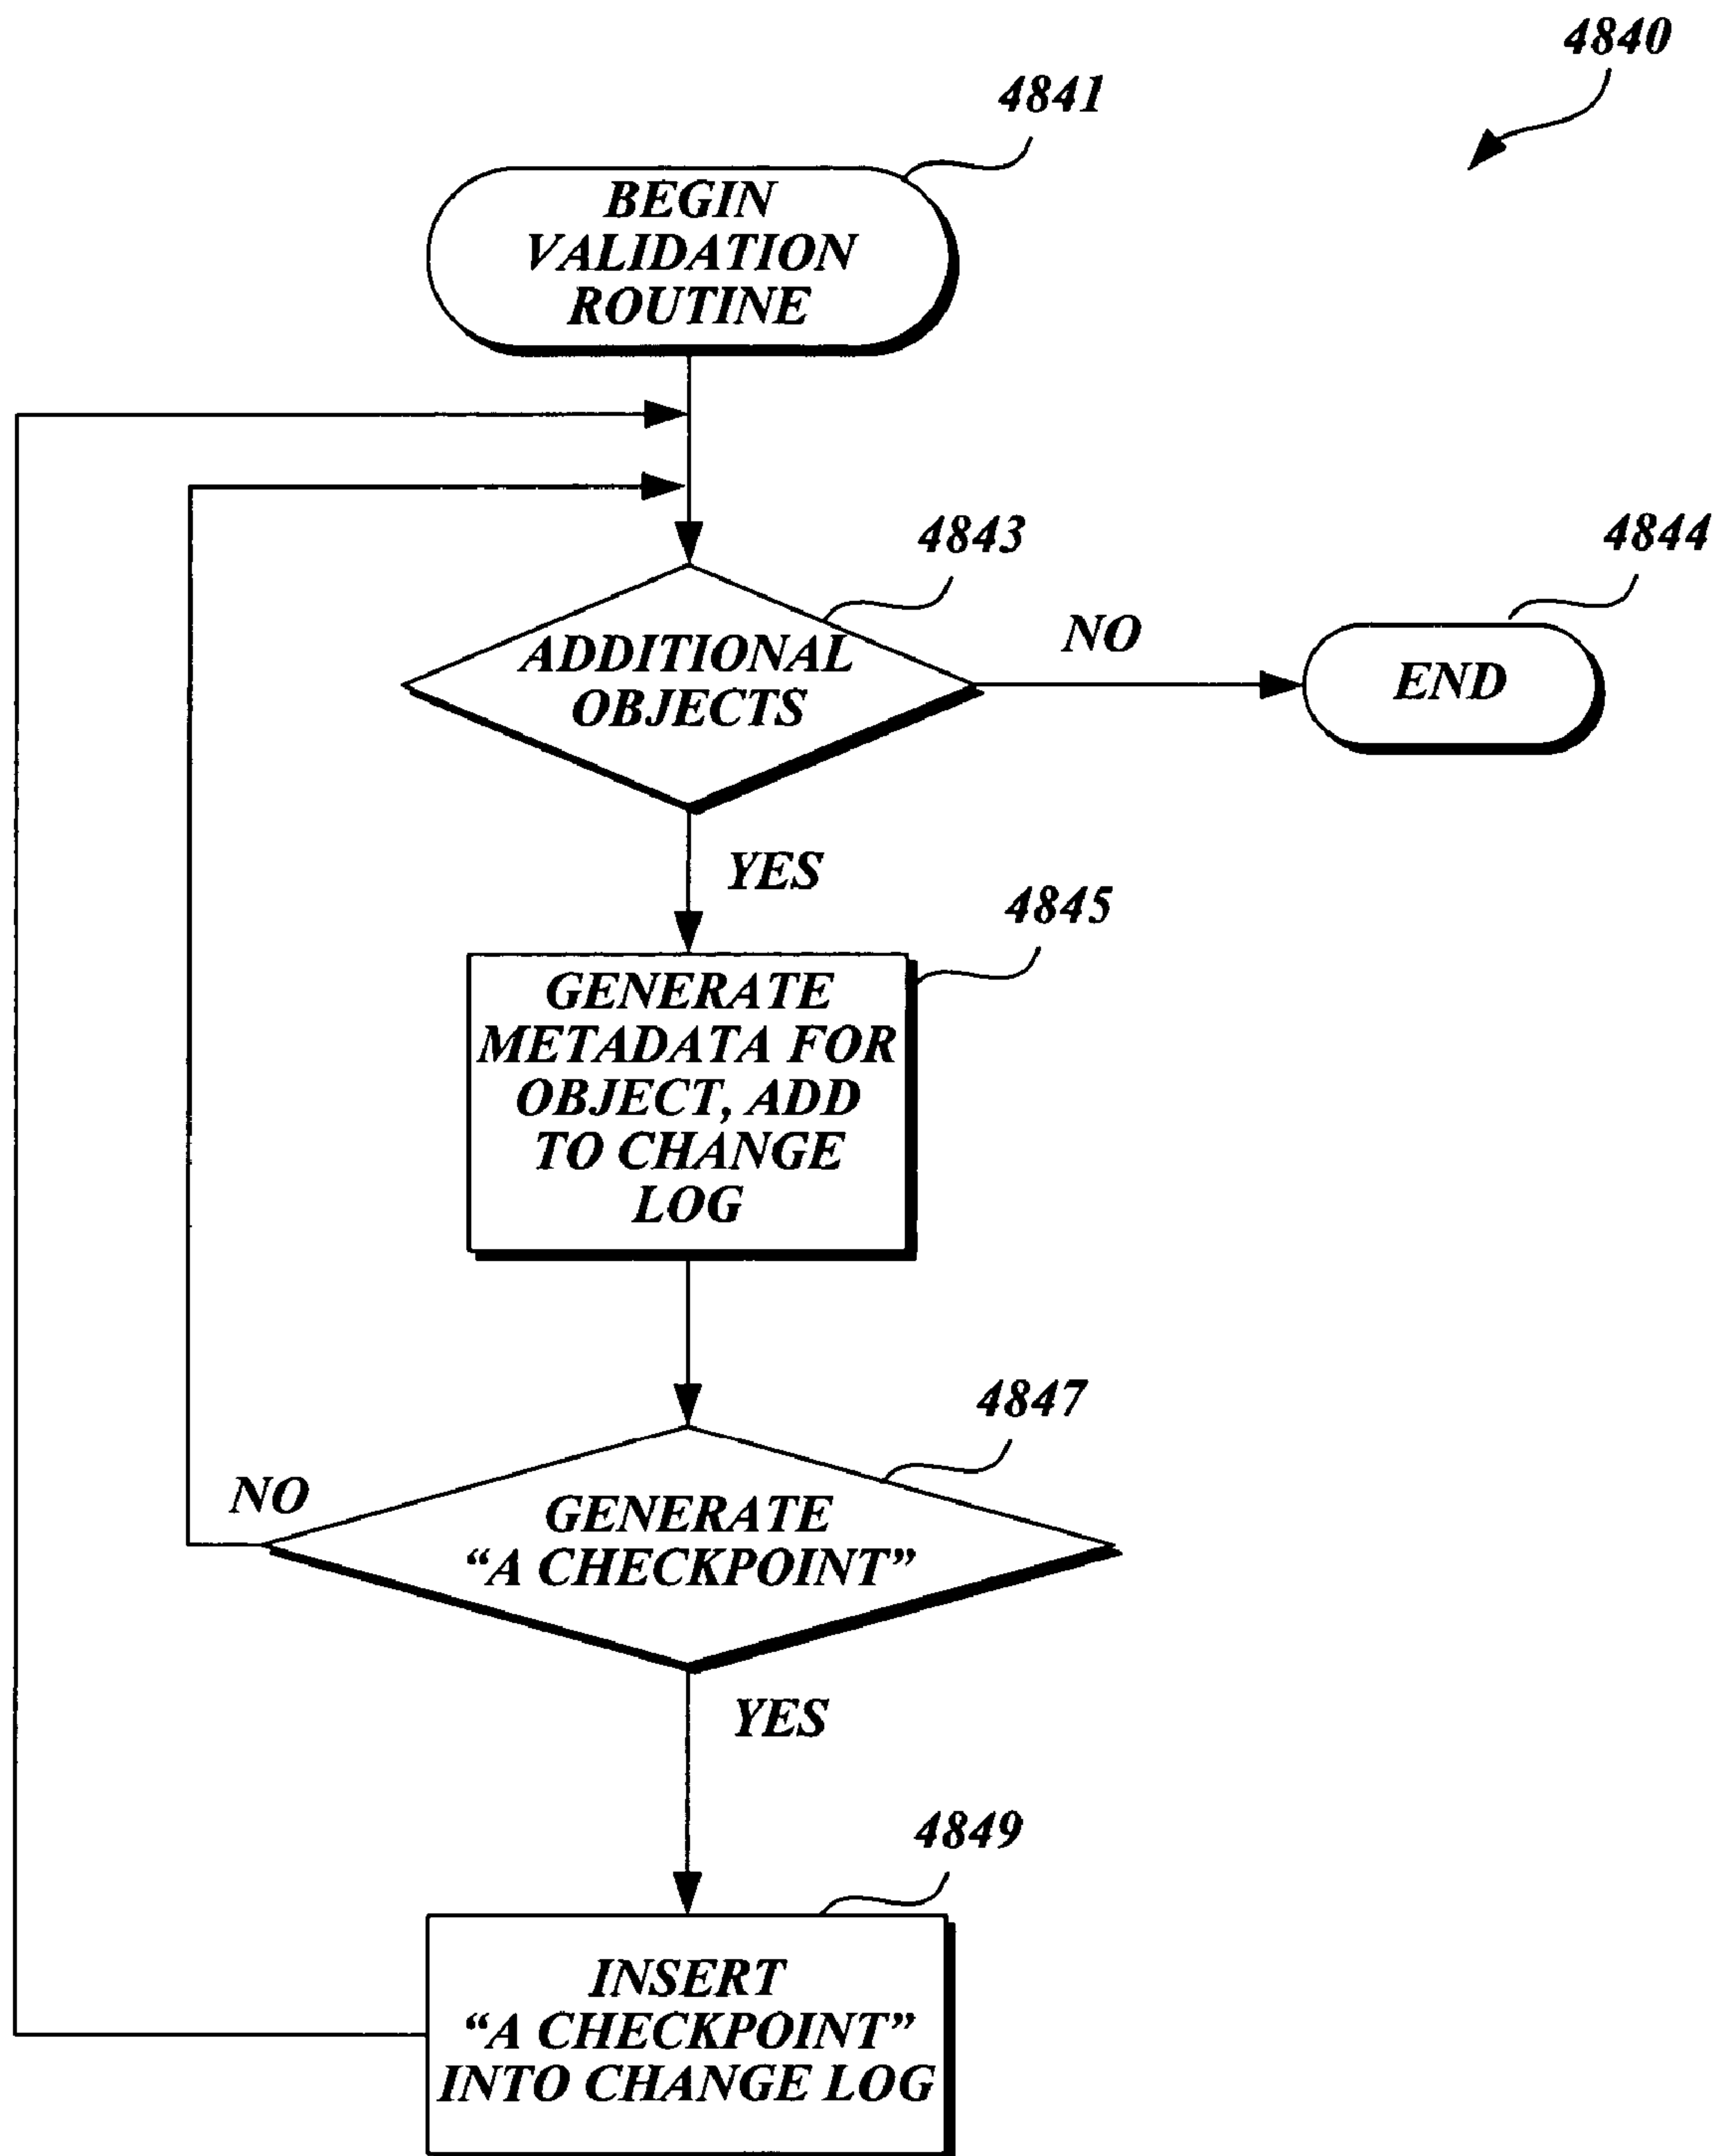 4840
4841
BEGIN
VALIDATION
ROUTINE
4843
4844
ADDITIONAL
OBJECTS
NO
END
YES
4845
GENERATE
METADATA FOR
OBJECT, ADD
TO CHANGE
LOG
4847
NO
GENERATE
“A CHECKPOINT”
YES
4849
INSERT
“A CHECKPOINT”
INTO CHANGE LOG